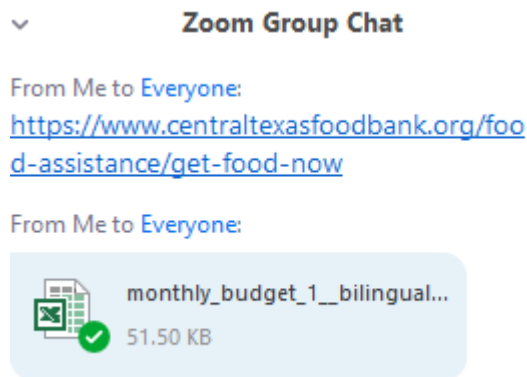 Zoom Group Chat
From Me to Everyone:
https://www.centraltexasfoodbank.org/foo
d-assistance/get-food-now
From Me to Everyone:
monthly_budget_1__bilingual...
51.50 KB